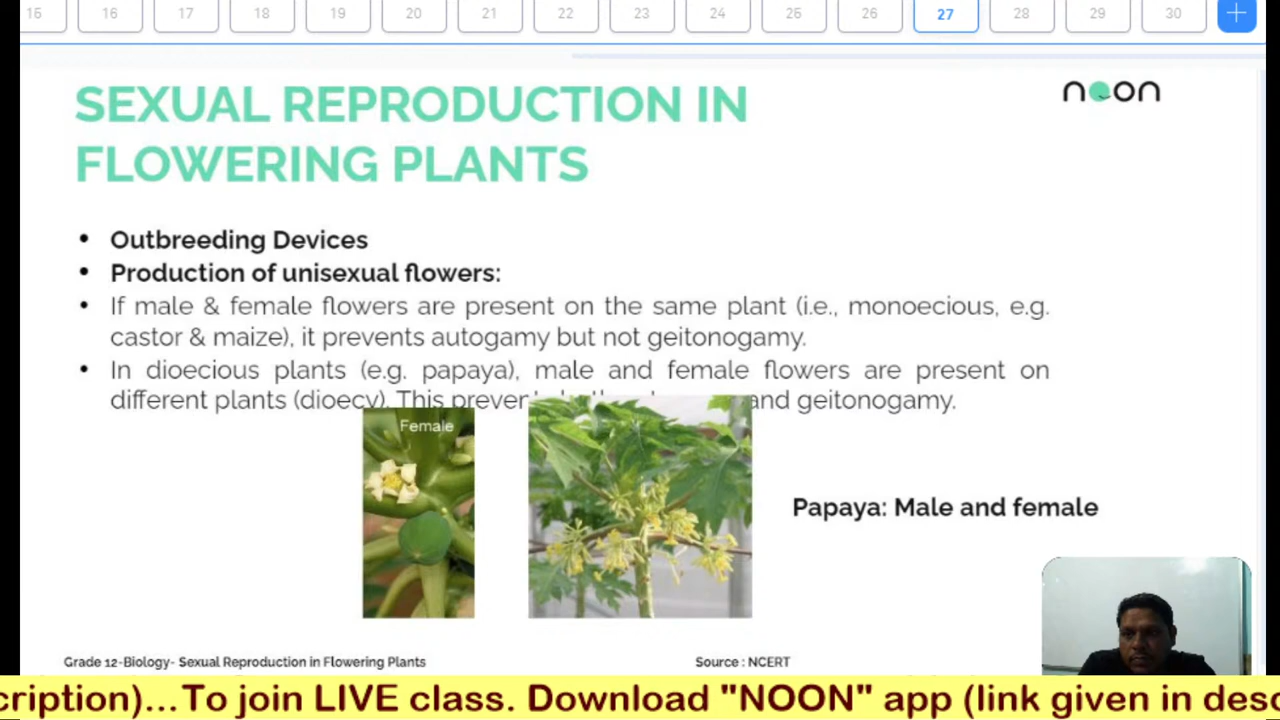 15 16 17 18 19 20 21 22 23 24 25 26 27 28 29 30 +
SEXUAL REPRODUCTION IN
noon
FLOWERING PLANTS
• Outbreeding Devices
• Production of unisexual flowers:
• If male & female flowers are present on the same plant (i.e., monoecious, e.g.
castor & maize), it prevents autogamy but not geitonogamy.
• In dioecious plants (e.g. papaya), male and female flowers are present on
different plants (dioecy). This and geitonogamy.
Female
Papaya: Male and female
Grade 12-Biology- Sexual Reproduction in Flowering Plants
Source : NCERT
cription)...To join LIVE class. Download "NOON" app (link given in desc